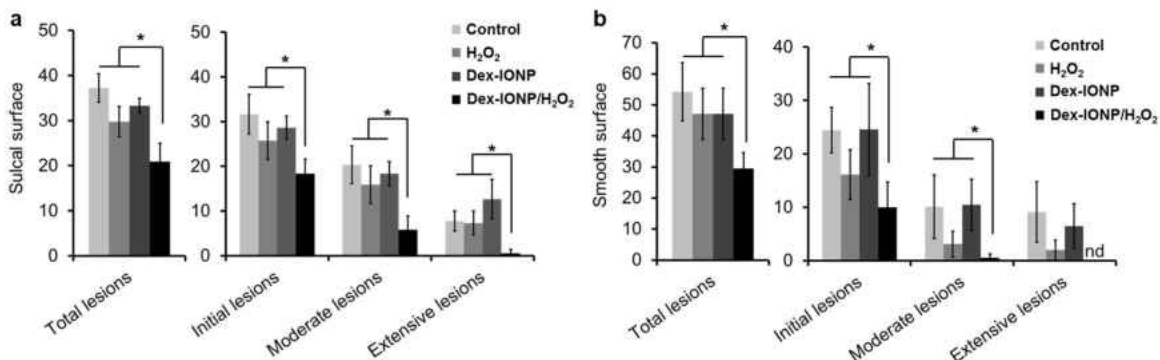 a
Sulcal surface
50
40
30
20
10
0
*
Total lesions
50
40
30
20
10
0
*
*
*
Initial lesions
Moderate lesions
Extensive lesions
Control
H₂O₂
Dex-IONP
Dex-IONP/H₂O₂
b
Smooth surface
70
60
50
40
30
20
10
0
*
Total lesions
40
30
20
10
0
*
*
nd
Initial lesions
Moderate lesions
Extensive lesions
Control
H₂O₂
Dex-IONP
Dex-IONP/H₂O₂